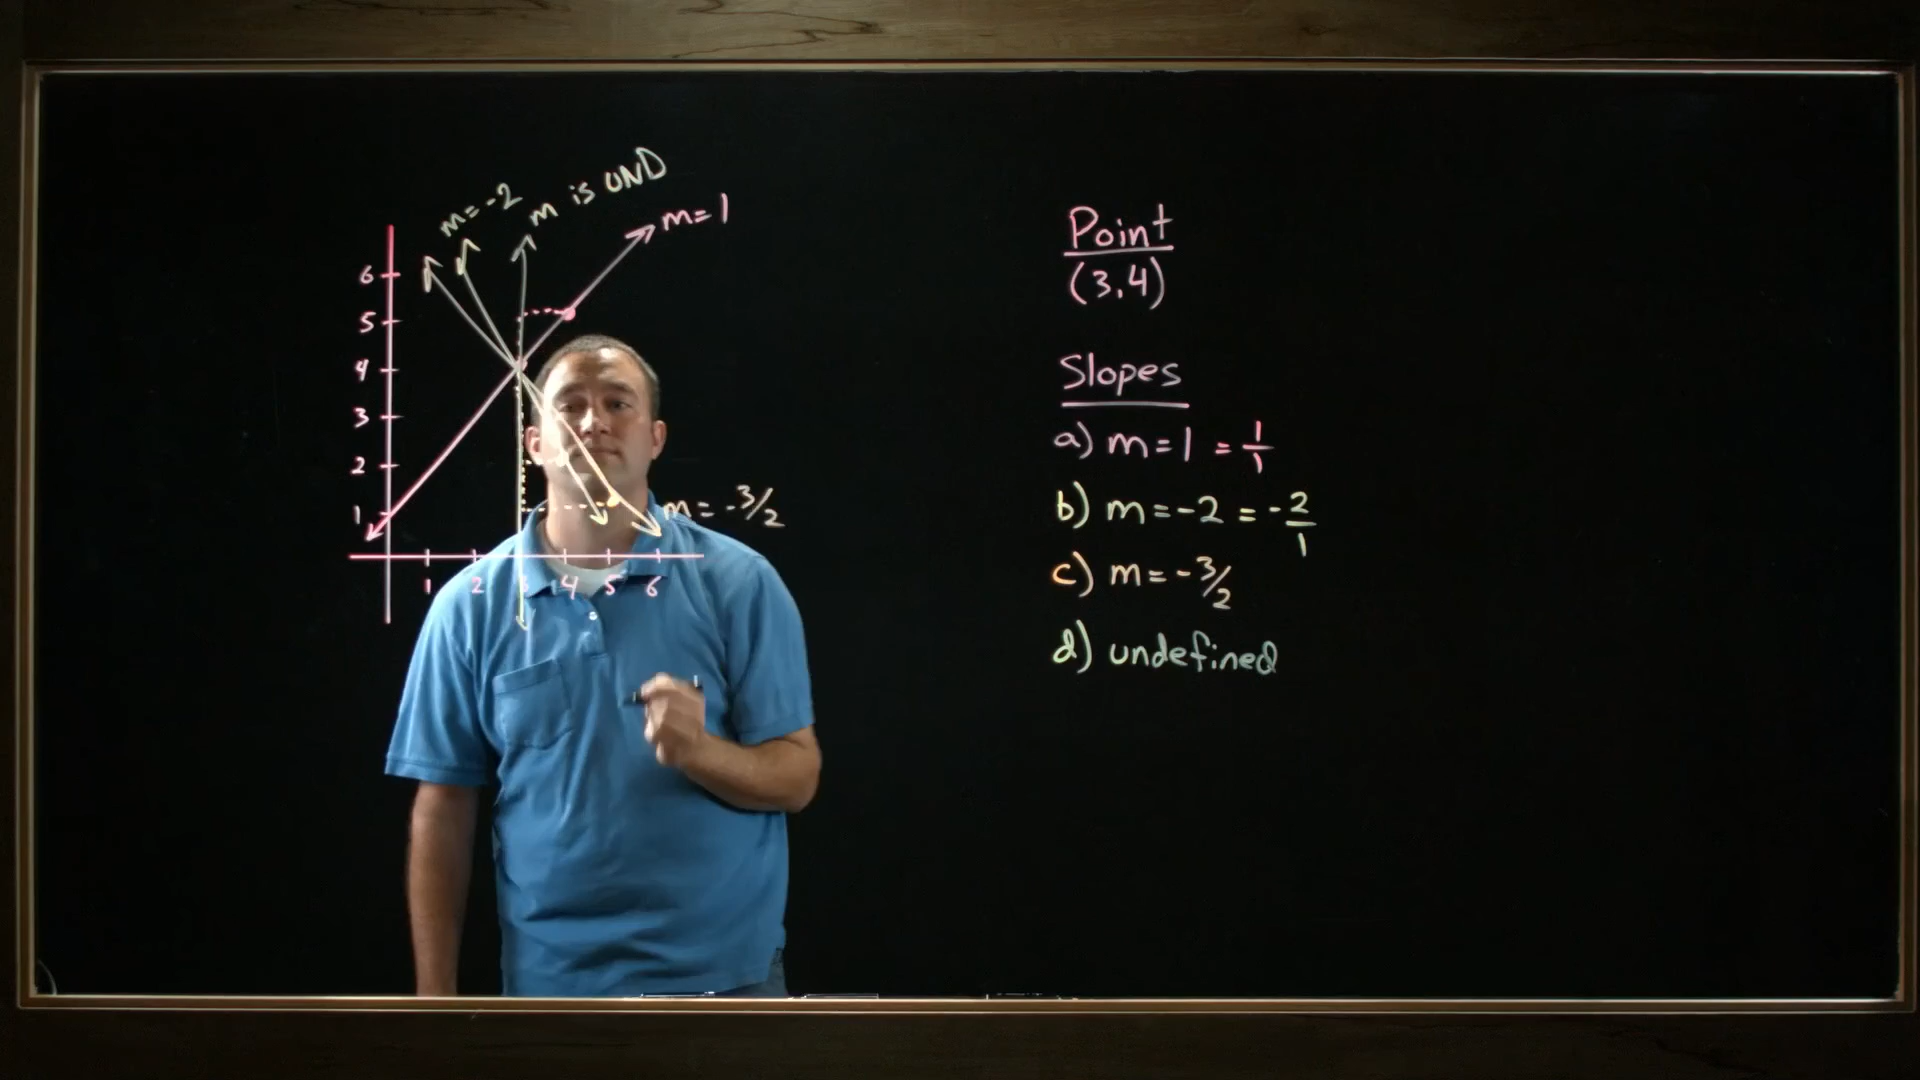 m = -2
m is UND
m = 1
6
5
4
3
2
1
1 2 3 4 5 6
m = -3/2
Point
(3,4)
Slopes
a) m = 1 = 1/1
b) m = -2 = -2/1
c) m = -3/2
d) undefined